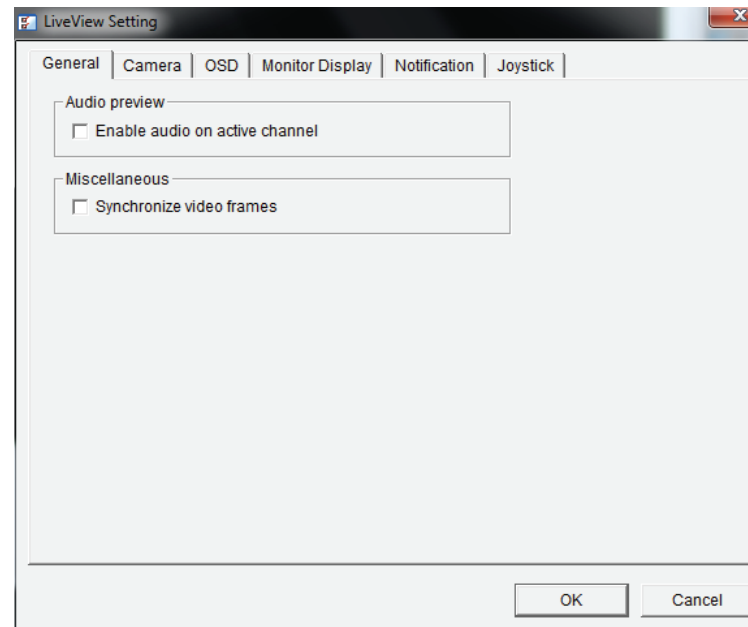 LiveView Setting
General Camera OSD Monitor Display Notification Joystick
Audio preview
Enable audio on active channel
Miscellaneous
Synchronize video frames
OK Cancel